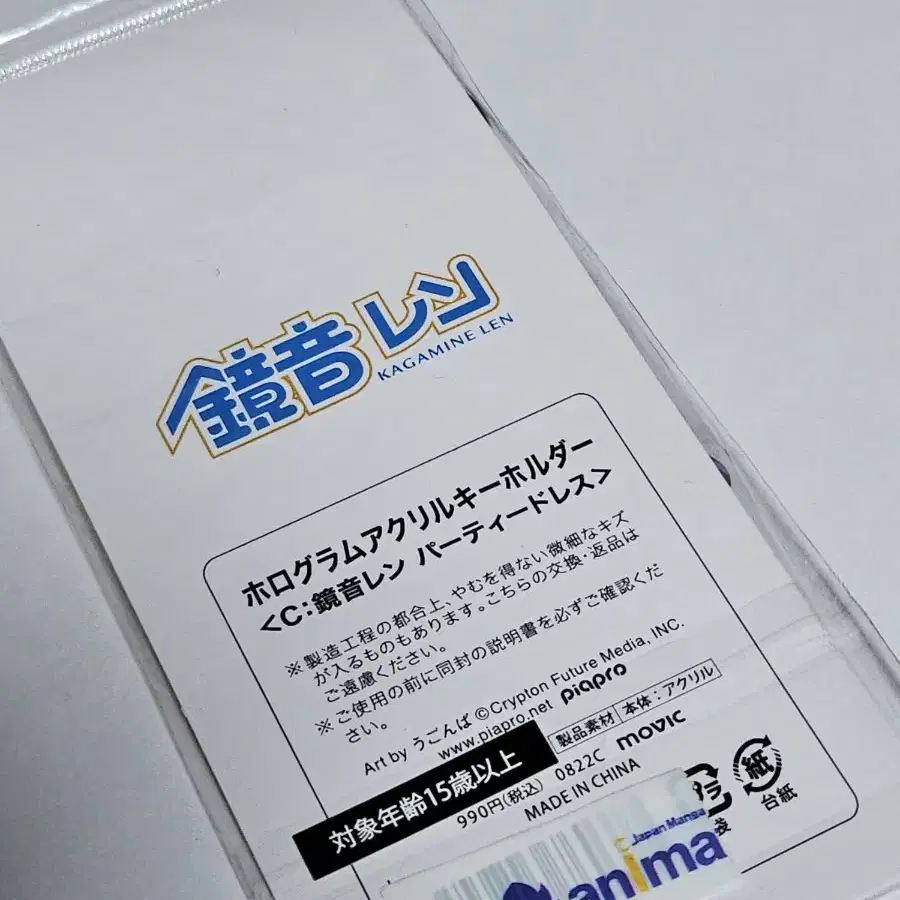 鏡音レン
KAGAMINE LEN
ホログラムアクリルキーホルダー
<C:鏡音レン パーティードレス>
※製造工程の都合上、やむを得ない微細なキズ
が入るものもあります。こちらの交換・返品は
ご遠慮ください。
※ご使用の前に同封の説明書を必ずご確認くだ
さい。
Art by うごんば ©Crypton Future Media, INC.
www.piapro.net piapro
製品素材 本体:アクリル
対象年齢15歳以上
990円(税込) 0822C movic
MADE IN CHINA
プラ
袋
紙
台紙
Japan Manga
anima